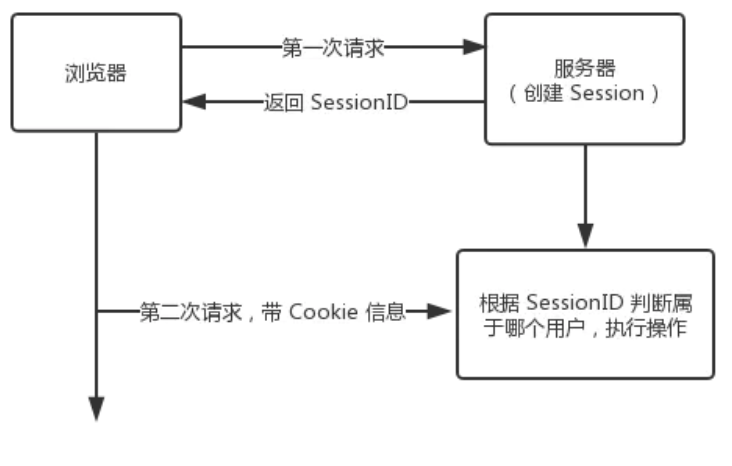 浏览器
第一次请求
服务器
（创建 Session）
返回 SessionID
第二次请求，带 Cookie 信息
根据 SessionID 判断属
于哪个用户，执行操作